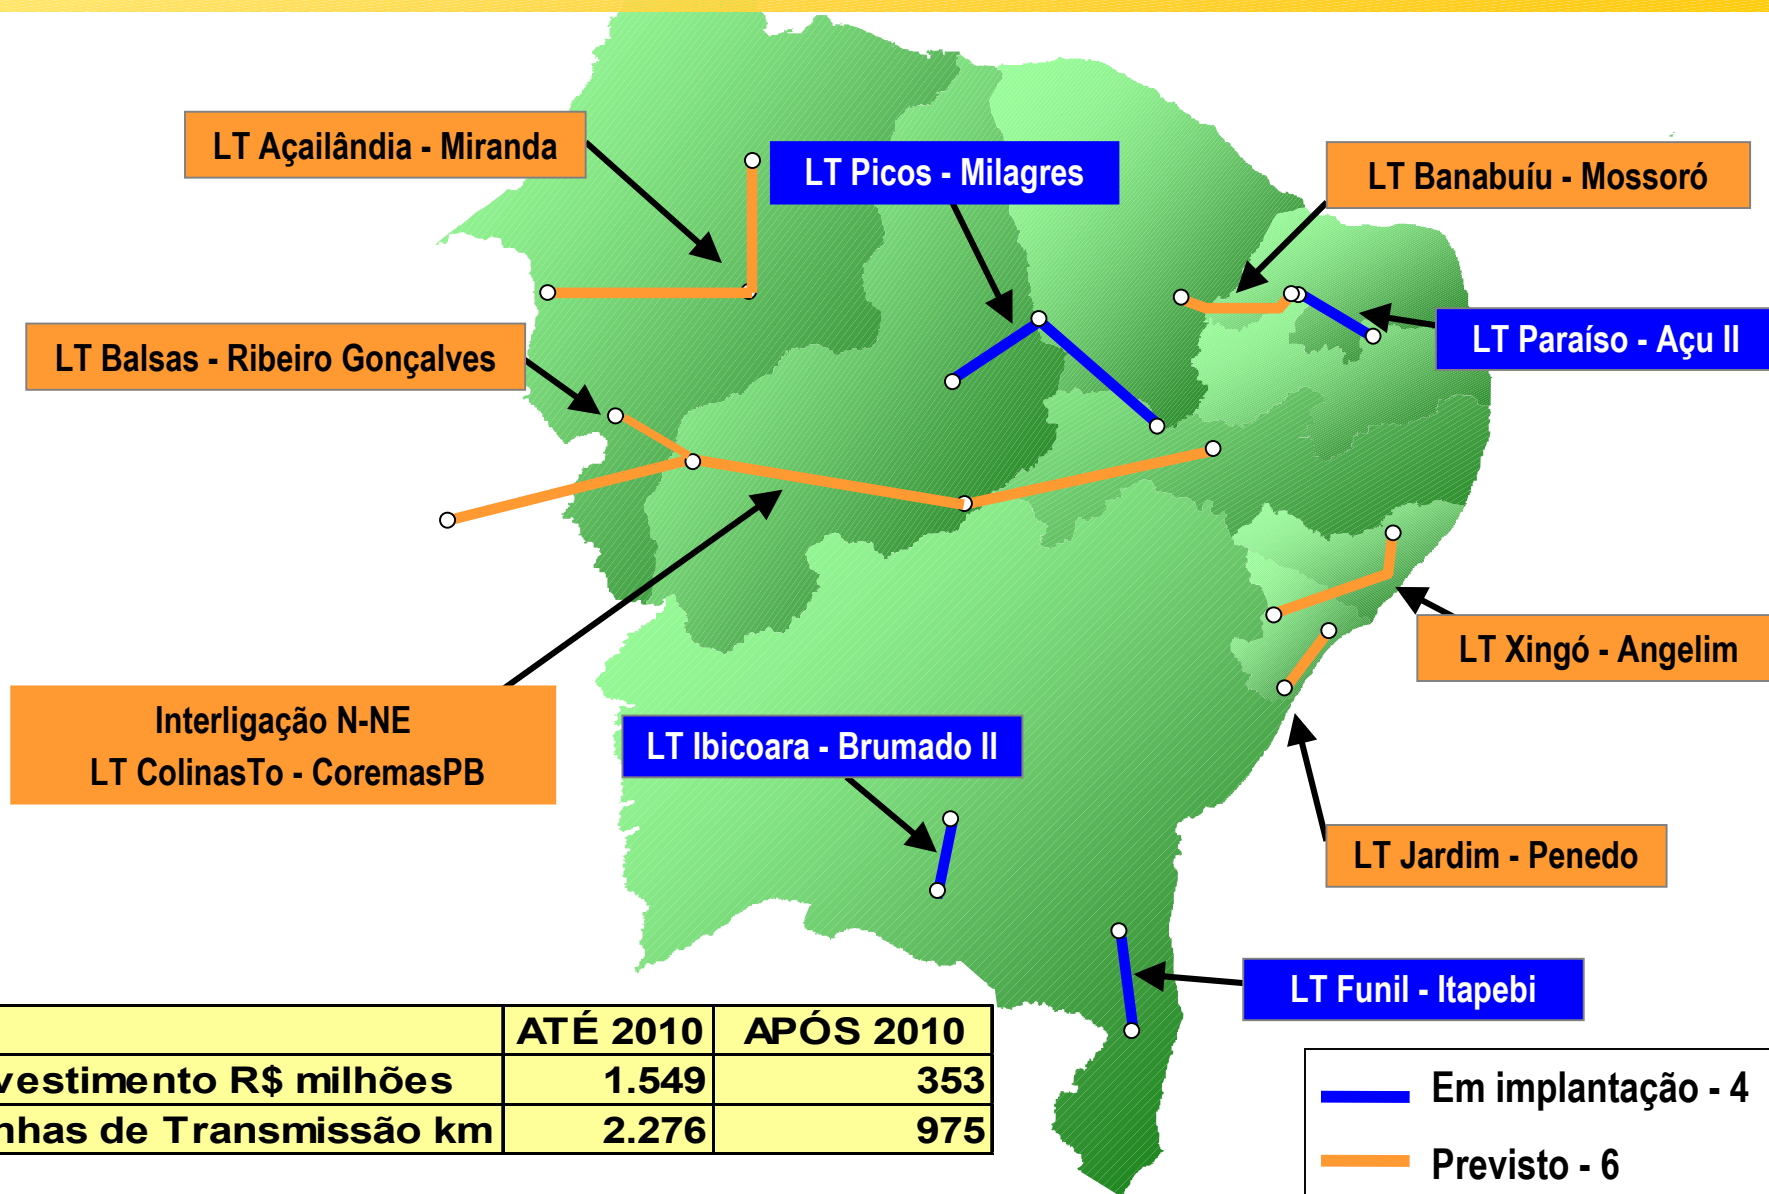 LT Açailândia - Miranda
LT Picos - Milagres
LT Banabuíu - Mossoró
LT Paraíso - Açu II
LT Balsas - Ribeiro Gonçalves
LT Xingó - Angelim
Interligação N-NE
LT ColinasTo - CoremasPB
LT Ibicoara - Brumado II
LT Jardim - Penedo
LT Funil - Itapebi
ATÉ 2010 APÓS 2010
vestimento R$ milhões 1.549 353
nhas de Transmissão km 2.276 975
Em implantação - 4
Previsto - 6